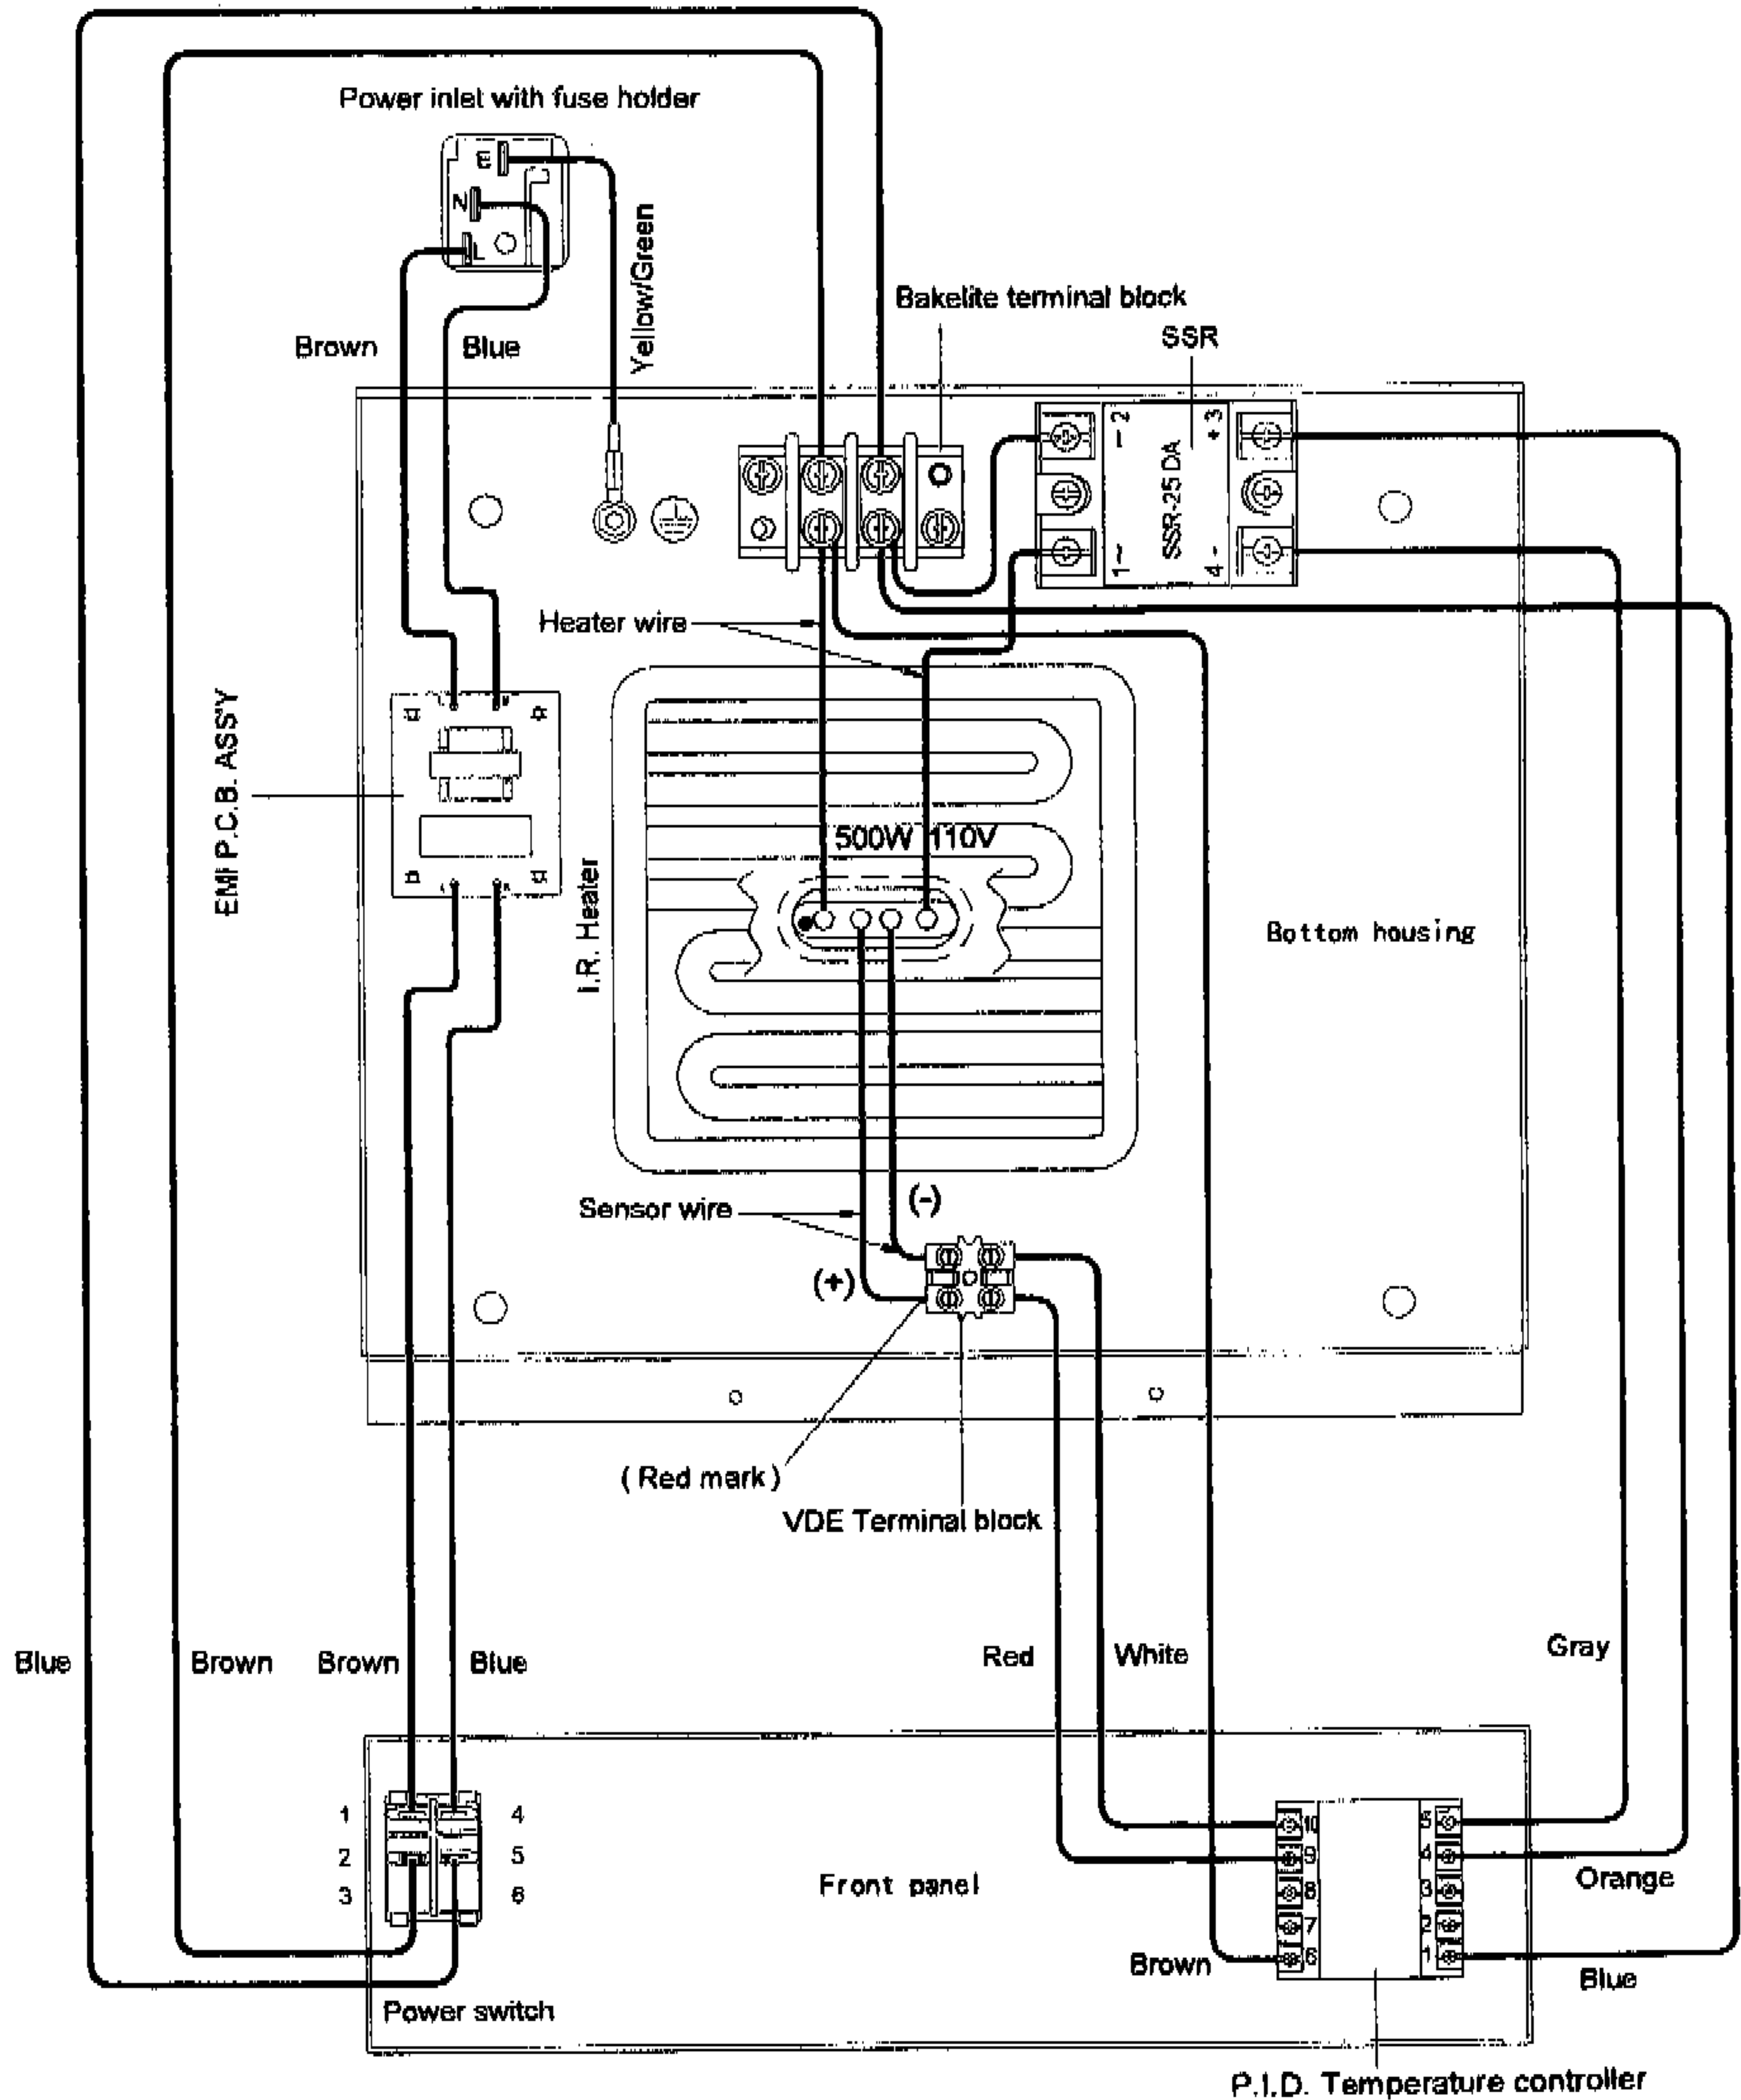 Power inlet with fuse holder
E
N
L
Yellow/Green
Brown
Blue
Bakelite terminal block
SSR
2
+ 3
SSR-25 DA
1~
4 -
Heater wire
EMI P.C.B. ASSY
500W 110V
I.R. Heater
Bottom housing
Sensor wire
(-)
(+)
(Red mark)
VDE Terminal block
Blue
Brown
Brown
Blue
Red
White
Gray
1
4
2
5
3
6
Front panel
10
9
8
7
6
5
4
3
2
1
Orange
Brown
Blue
Power switch
P.I.D. Temperature controller